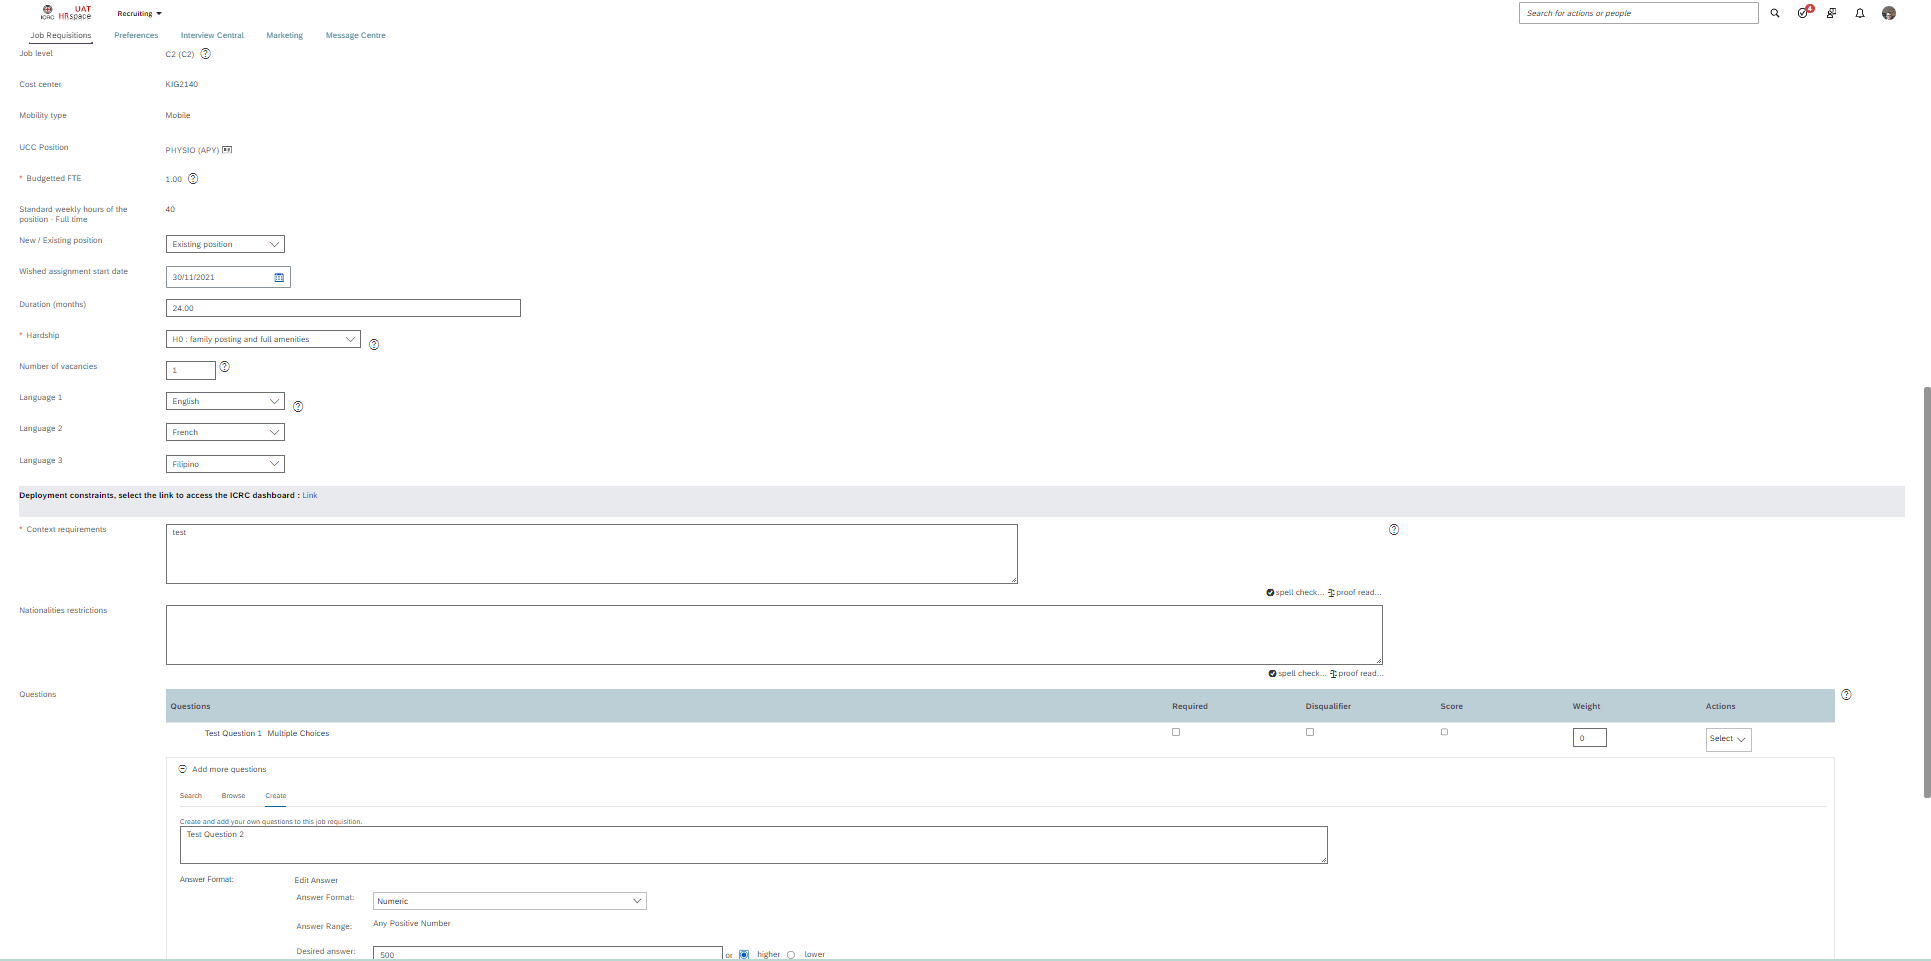 UAT
ICRC HRspace
Recruiting
Search for actions or people
4
Job Requisitions Preferences Interview Central Marketing Message Centre
Job level C2 (C2) ?
Cost center KIG2140
Mobility type Mobile
UCC Position PHYSIO (APY)
* Budgetted FTE 1.00 ?
Standard weekly hours of the 40
position - Full time
New / Existing position Existing position
Wished assignment start date 30/11/2021
Duration (months) 24.00
* Hardship H0 : family posting and full amenities ?
Number of vacancies 1 ?
Language 1 English ?
Language 2 French
Language 3 Filipino
Deployment constraints, select the link to access the ICRC dashboard : Link
* Context requirements test ?
spell check... proof read...
Nationalities restrictions
spell check... proof read...
Questions ?
Questions Required Disqualifier Score Weight Actions
Test Question 1 Multiple Choices 0 Select
Add more questions
Search Browse Create
Create and add your own questions to this job requisition.
Test Question 2
Answer Format: Edit Answer
Answer Format: Numeric
Answer Range: Any Positive Number
Desired answer: 500 or higher lower